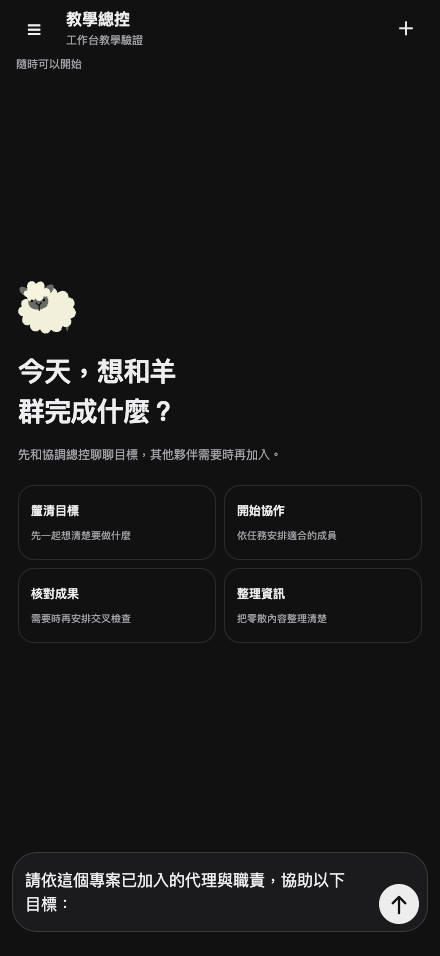 教學總控
工作台教學驗證
隨時可以開始
今天，想和羊
群完成什麼？
先和協調總控聊聊目標，其他夥伴需要時再加入。
釐清目標
先一起想清楚要做什麼
開始協作
依任務安排適合的成員
核對成果
需要時再安排交叉檢查
整理資訊
把零散內容整理清楚
請依這個專案已加入的代理與職責，協助以下
目標：